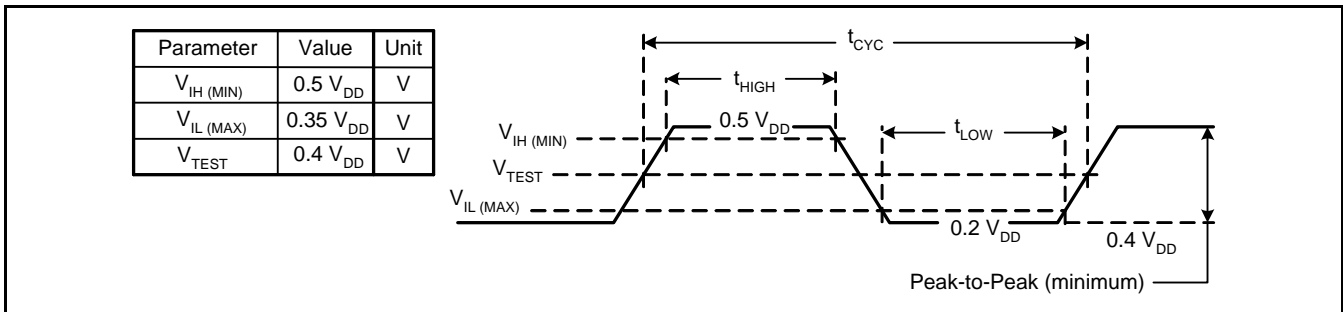 Parameter Value Unit
V_IH (MIN) 0.5 V_DD V
V_IL (MAX) 0.35 V_DD V
V_TEST 0.4 V_DD V
t_CYC
t_HIGH
0.5 V_DD
V_IH (MIN)
t_LOW
V_TEST
V_IL (MAX)
0.2 V_DD
0.4 V_DD
Peak-to-Peak (minimum)